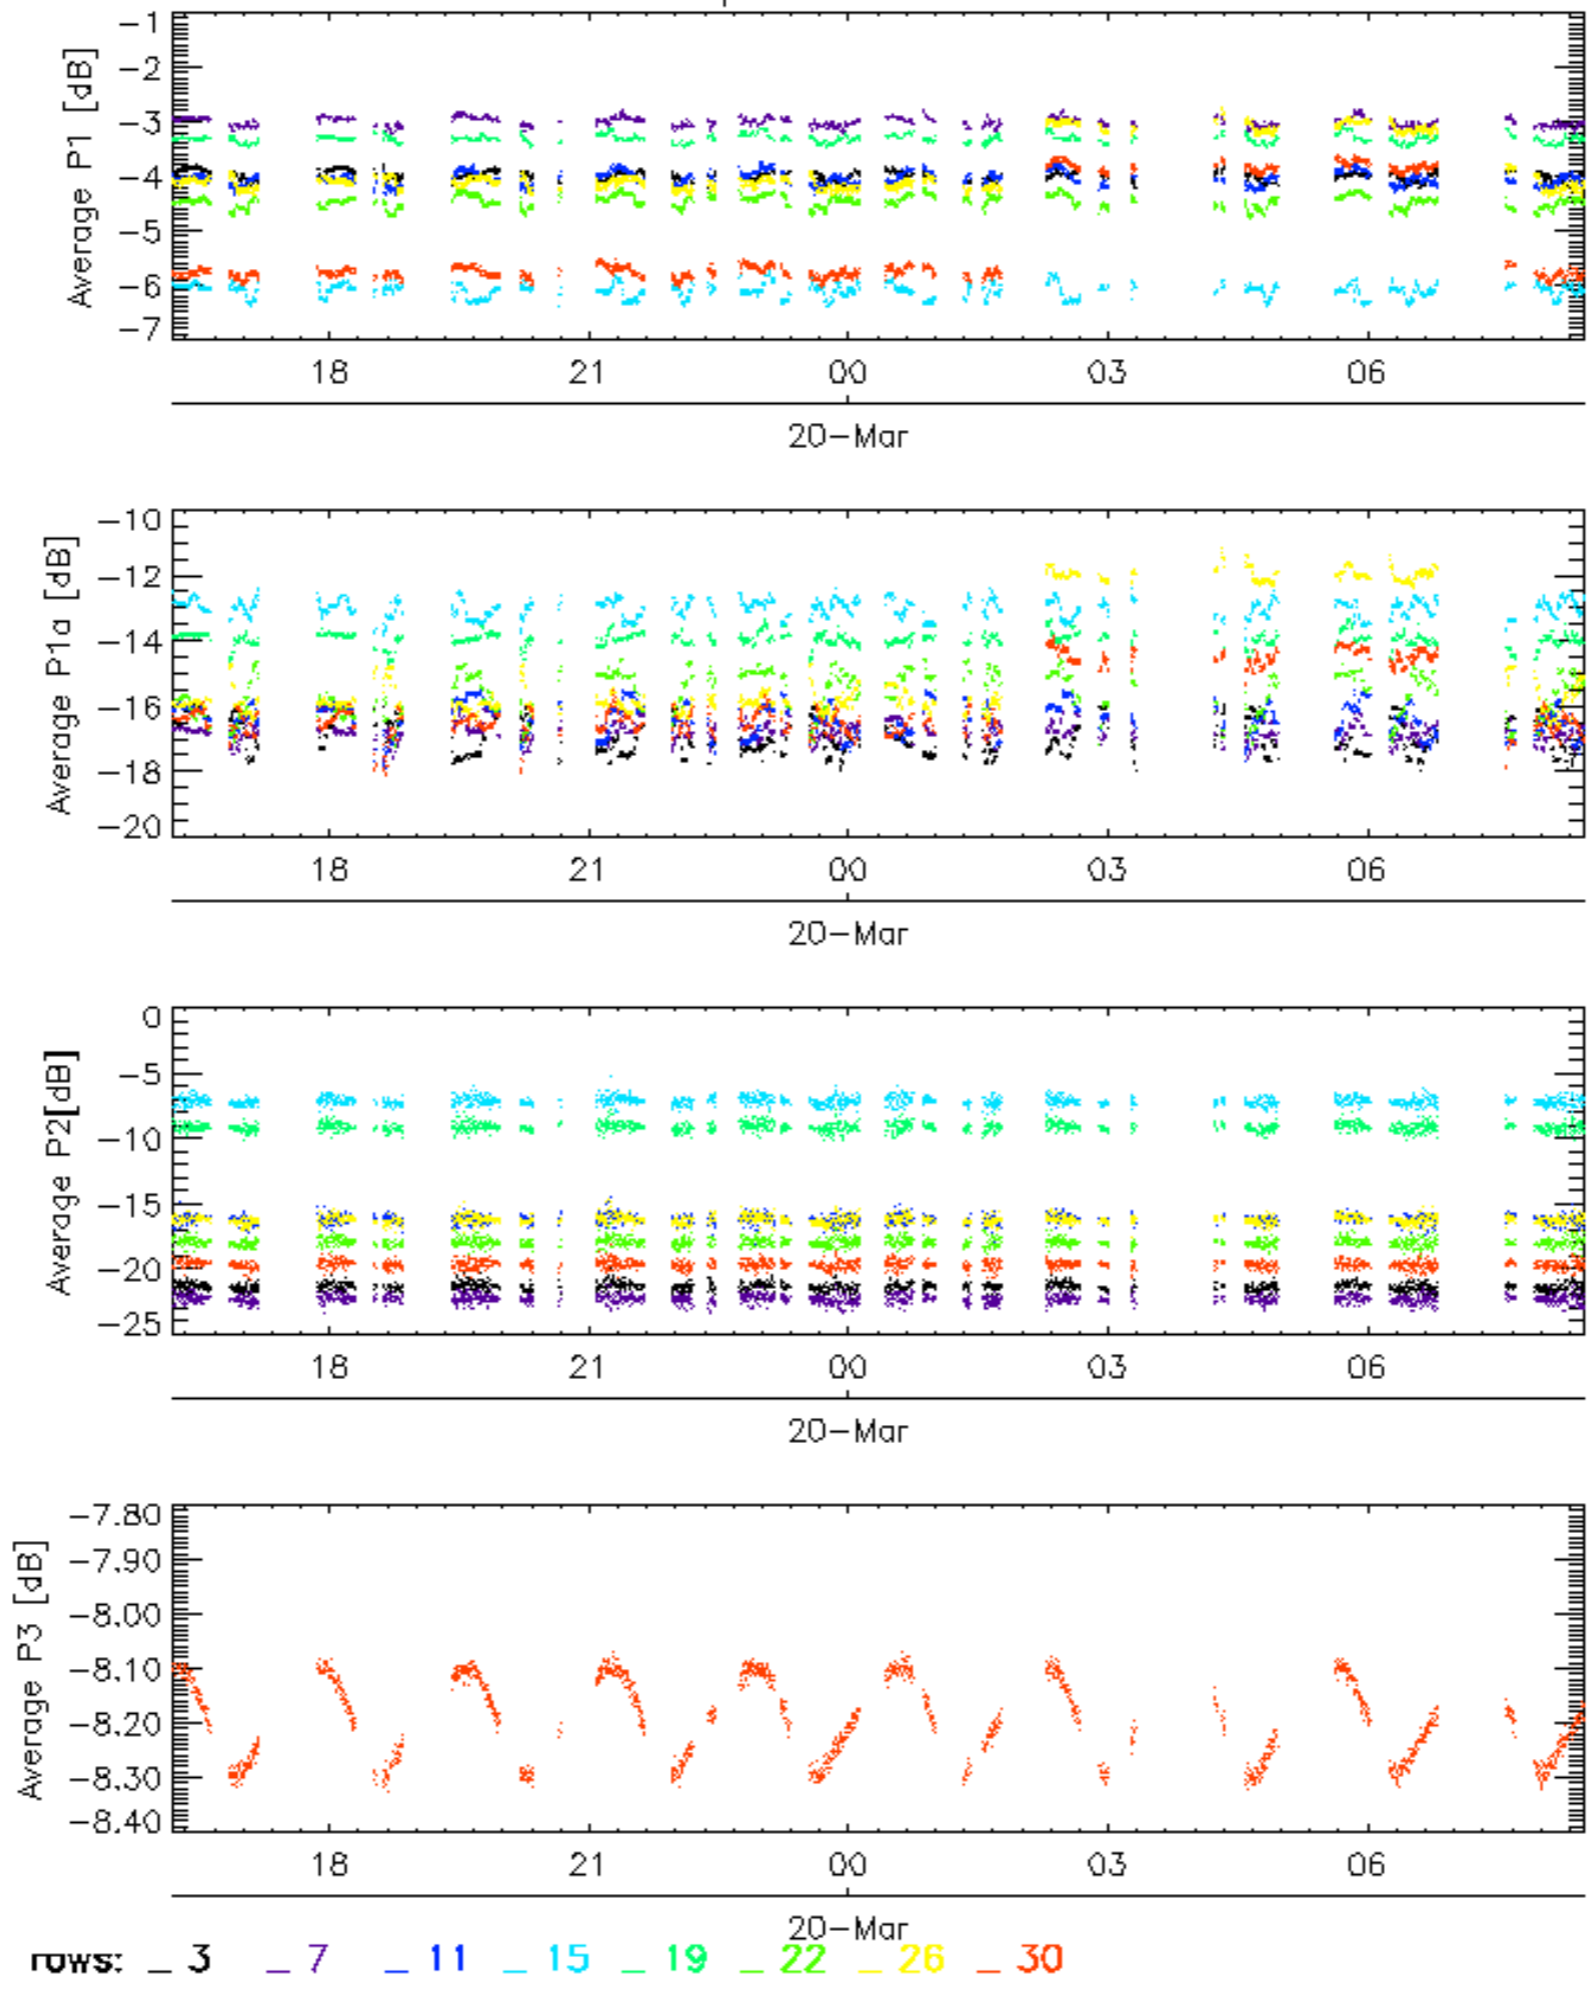 Average P1 [dB]
-1
-2
-3
-4
-5
-6
-7
18 21 00 03 06
20-Mar
Average P1a [dB]
-10
-12
-14
-16
-18
-20
18 21 00 03 06
20-Mar
Average P2[dB]
0
-5
-10
-15
-20
-25
18 21 00 03 06
20-Mar
Average P3 [dB]
-7.80
-7.90
-8.00
-8.10
-8.20
-8.30
-8.40
18 21 00 03 06
20-Mar
rows: _ 3 _ 7 _ 11 _ 15 _ 19 _ 22 _ 26 _ 30